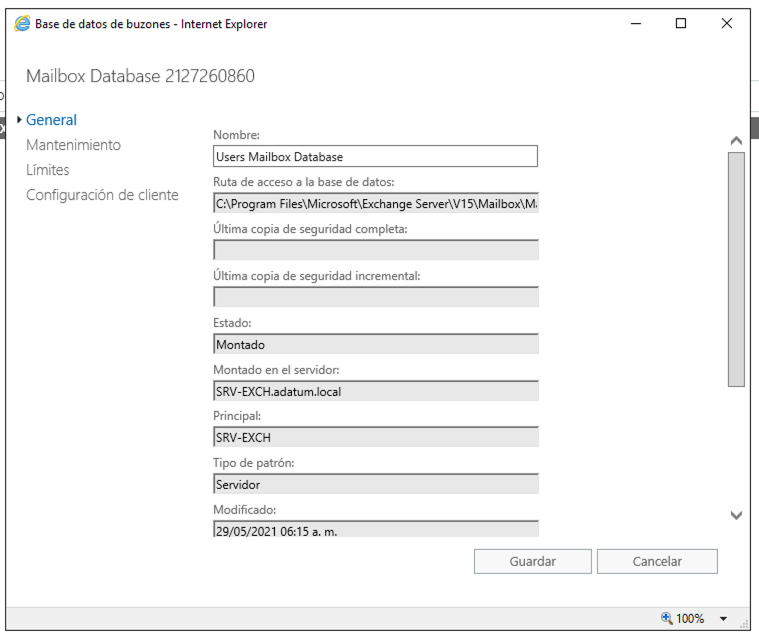 Base de datos de buzones - Internet Explorer
Mailbox Database 2127260860
General
Mantenimiento
Límites
Configuración de cliente
Nombre:
Users Mailbox Database
Ruta de acceso a la base de datos:
C:\Program Files\Microsoft\Exchange Server\V15\Mailbox\M
Última copia de seguridad completa:
Última copia de seguridad incremental:
Estado:
Montado
Montado en el servidor:
SRV-EXCH.adatum.local
Principal:
SRV-EXCH
Tipo de patrón:
Servidor
Modificado:
29/05/2021 06:15 a. m.
Guardar
Cancelar
100%